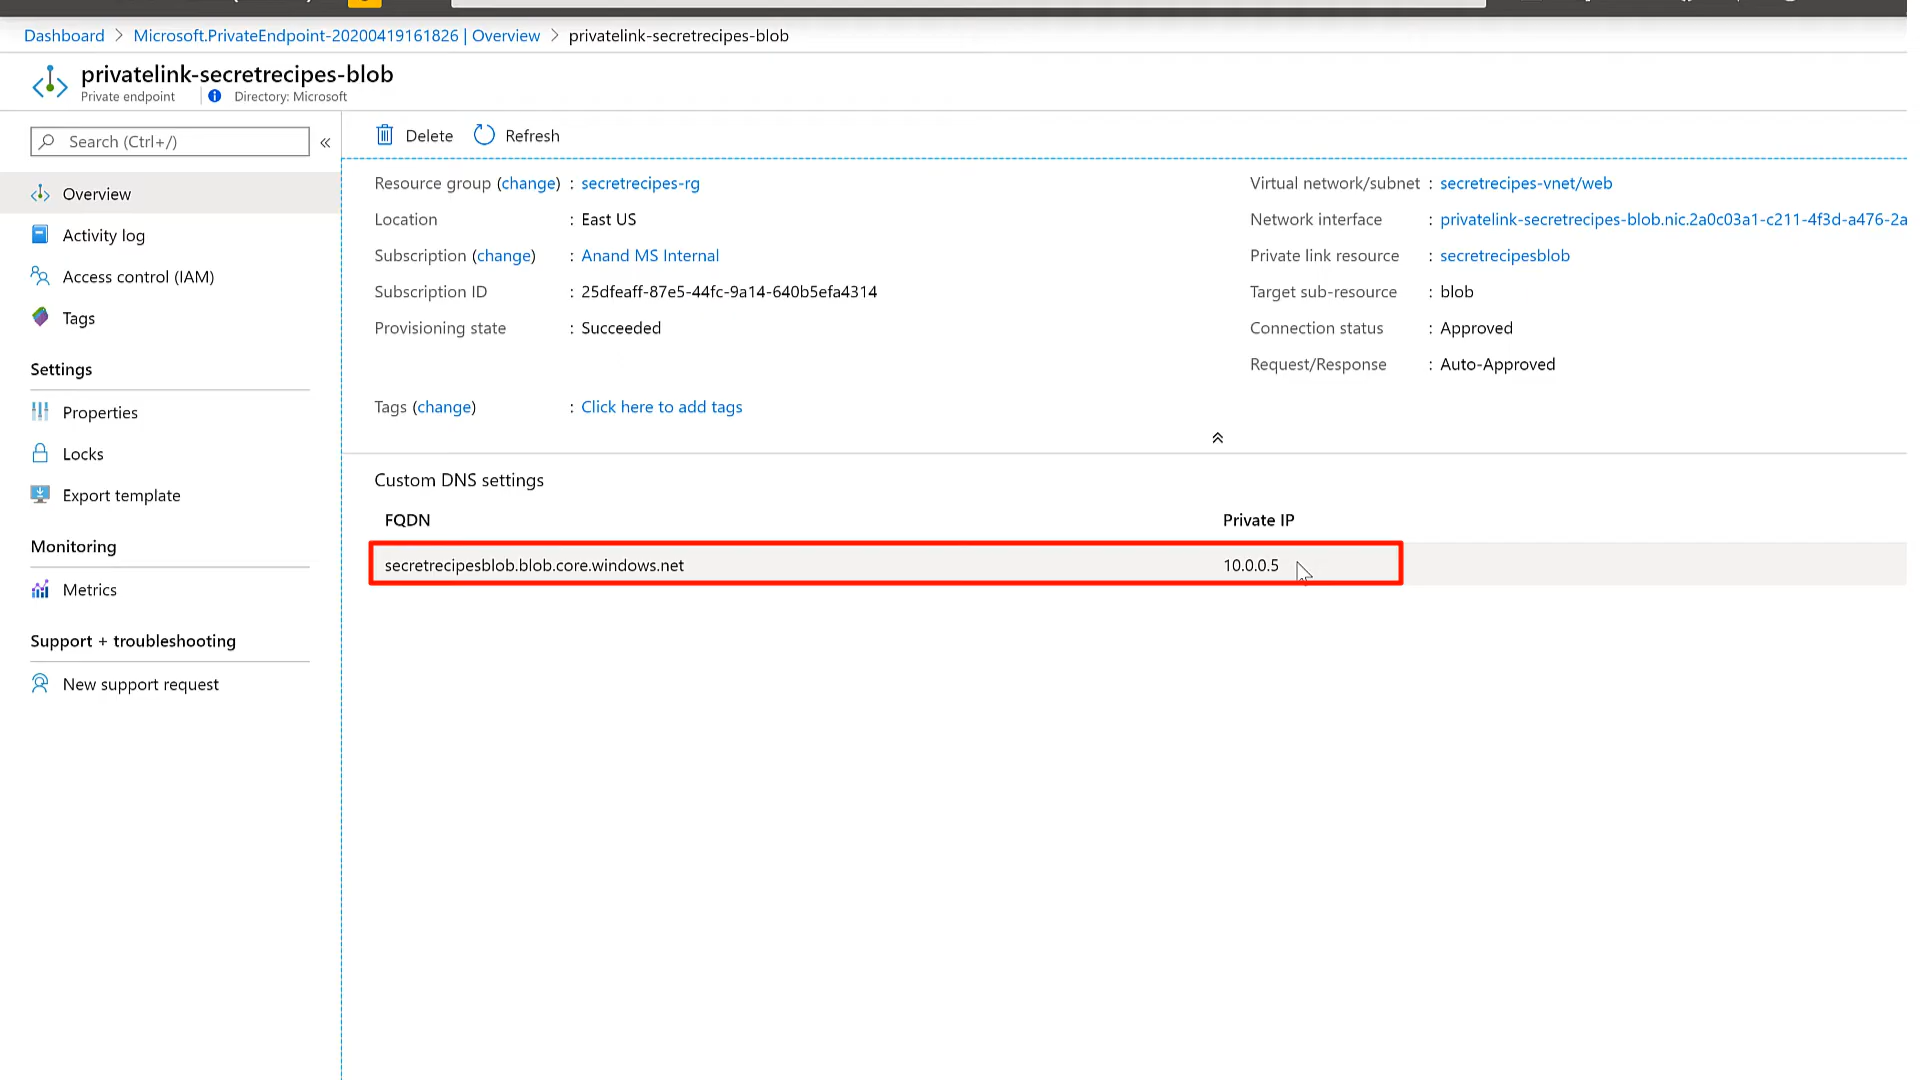 Dashboard > Microsoft.PrivateEndpoint-20200419161826 | Overview > privatelink-secretrecipes-blob
privatelink-secretrecipes-blob
Private endpoint
Directory: Microsoft
Search (Ctrl+/)
«
Overview
Activity log
Access control (IAM)
Tags
Settings
Properties
Locks
Export template
Monitoring
Metrics
Support + troubleshooting
New support request
Delete
Refresh
Resource group (change) : secretrecipes-rg
Location : East US
Subscription (change) : Anand MS Internal
Subscription ID : 25dfeaff-87e5-44fc-9a14-640b5efa4314
Provisioning state : Succeeded
Tags (change) : Click here to add tags
Virtual network/subnet : secretrecipes-vnet/web
Network interface : privatelink-secretrecipes-blob.nic.2a0c03a1-c211-4f3d-a476-2a
Private link resource : secretrecipesblob
Target sub-resource : blob
Connection status : Approved
Request/Response : Auto-Approved
Custom DNS settings
FQDN Private IP
secretrecipesblob.blob.core.windows.net 10.0.0.5